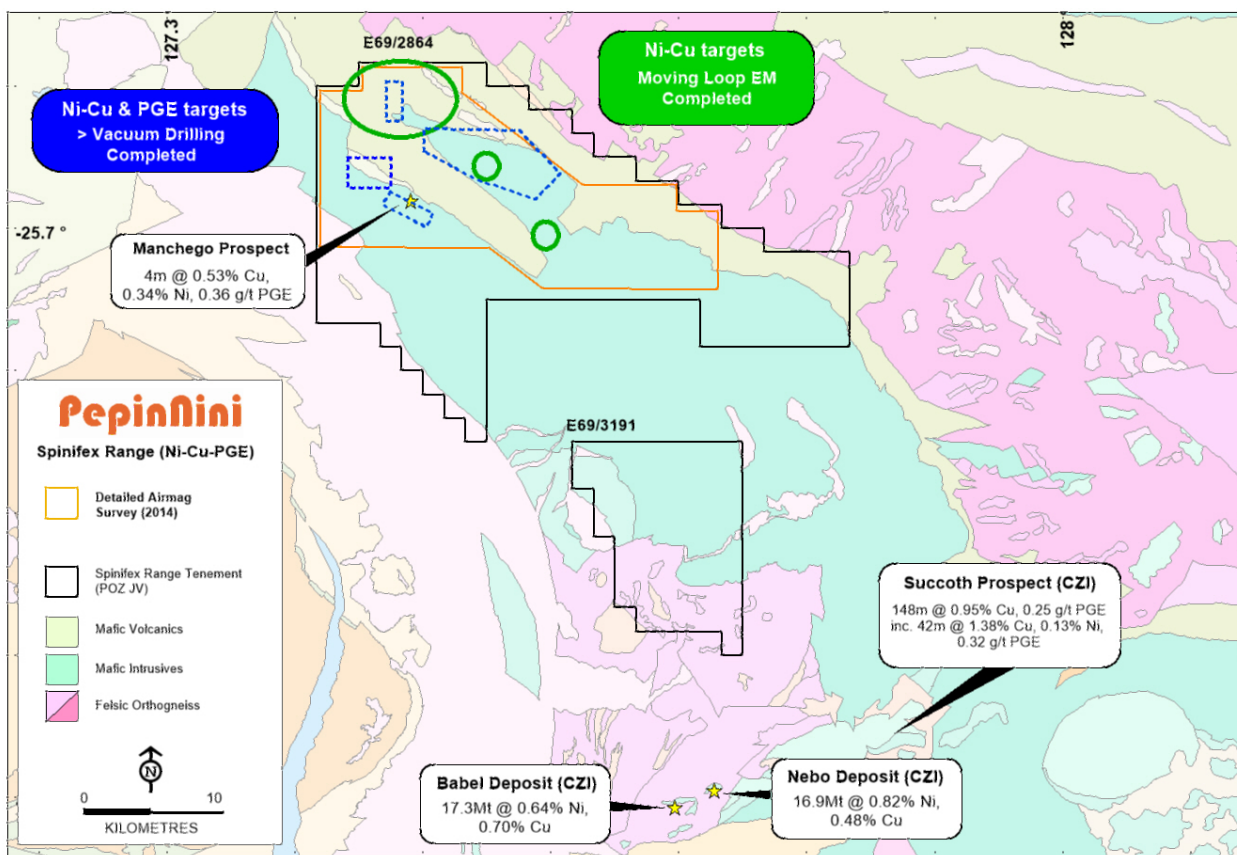 127.3
E69/2864
128
Ni-Cu targets
Moving Loop EM
Completed
Ni-Cu & PGE targets
> Vacuum Drilling
Completed
-25.7 °
Manchego Prospect
4m @ 0.53% Cu,
0.34% Ni, 0.36 g/t PGE
PepinNini
Spinifex Range (Ni-Cu-PGE)
Detailed Airmag
Survey (2014)
Spinifex Range Tenement
(POZ JV)
Mafic Volcanics
Mafic Intrusives
Felsic Orthogneiss
N
0 10
KILOMETRES
E69/3191
Succoth Prospect (CZI)
148m @ 0.95% Cu, 0.25 g/t PGE
inc. 42m @ 1.38% Cu, 0.13% Ni,
0.32 g/t PGE
Babel Deposit (CZI)
17.3Mt @ 0.64% Ni,
0.70% Cu
Nebo Deposit (CZI)
16.9Mt @ 0.82% Ni,
0.48% Cu